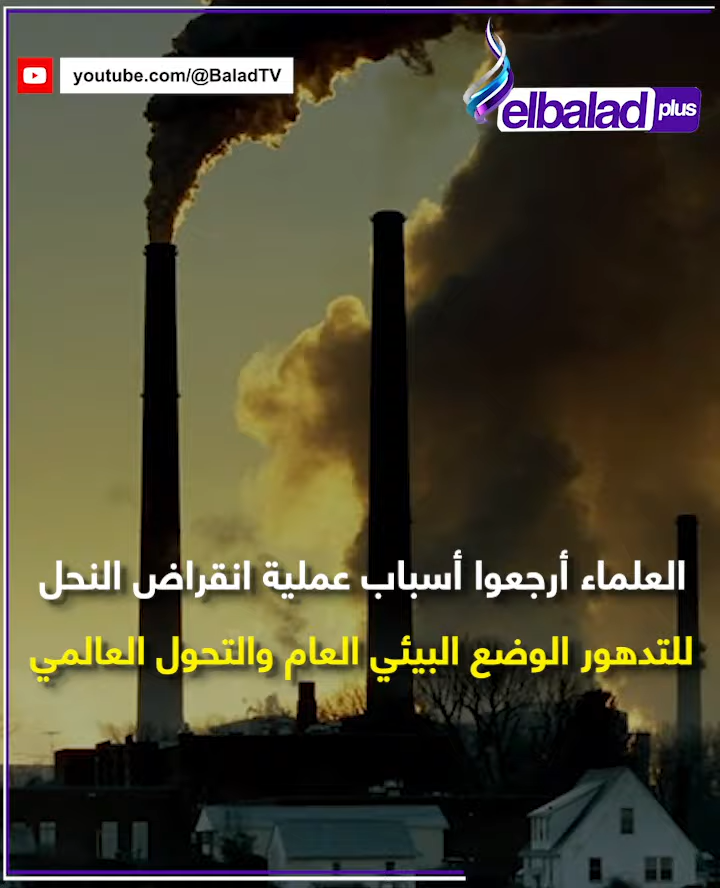 youtube.com/@BaladTV
elbalad plus
العلماء أرجعوا أسباب عملية انقراض النحل
للتدهور الوضع البيئي العام والتحول العالمي